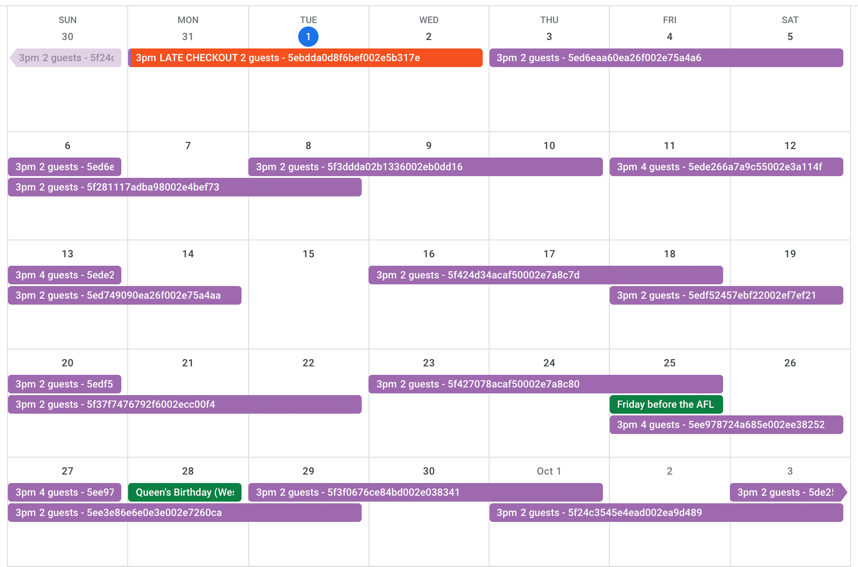 SUN MON TUE WED THU FRI SAT
30 31 1 2 3 4 5
3pm 2 guests - 5f24c 3pm LATE CHECKOUT 2 guests - 5ebdda0d8f6bef002e5b317e 3pm 2 guests - 5ed6eaa60ea26f002e75a4a6
6 7 8 9 10 11 12
3pm 2 guests - 5ed6e 3pm 2 guests - 5f3ddda02b1336002eb0dd16 3pm 4 guests - 5ede266a7a9c55002e3a114f
3pm 2 guests - 5f281117adba98002e4bef73
13 14 15 16 17 18 19
3pm 4 guests - 5ede2 3pm 2 guests - 5f424d34acaf50002e7a8c7d
3pm 2 guests - 5ed749090ea26f002e75a4aa 3pm 2 guests - 5edf52457ebf22002ef7ef21
20 21 22 23 24 25 26
3pm 2 guests - 5edf5 3pm 2 guests - 5f427078acaf50002e7a8c80
3pm 2 guests - 5f37f7476792f6002ecc00f4 Friday before the AFL
3pm 4 guests - 5ee978724a685e002ee38252
27 28 29 30 Oct 1 2 3
3pm 4 guests - 5ee97 Queen's Birthday (Wes 3pm 2 guests - 5f3f0676ce84bd002e038341 3pm 2 guests - 5de25
3pm 2 guests - 5ee3e86e6e0e3e002e7260ca 3pm 2 guests - 5f24c3545e4ead002ea9d489